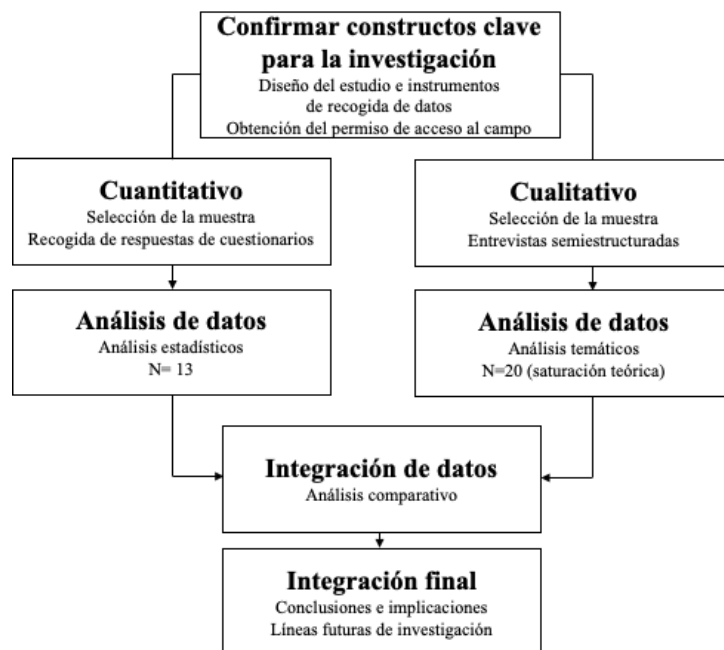 Confirmar constructos clave
para la investigación
Diseño del estudio e instrumentos
de recogida de datos
Obtención del permiso de acceso al campo
Cuantitativo
Selección de la muestra
Recogida de respuestas de cuestionarios
Cualitativo
Selección de la muestra
Entrevistas semiestructuradas
Análisis de datos
Análisis estadísticos
N= 13
Análisis de datos
Análisis temáticos
N=20 (saturación teórica)
Integración de datos
Análisis comparativo
Integración final
Conclusiones e implicaciones
Líneas futuras de investigación